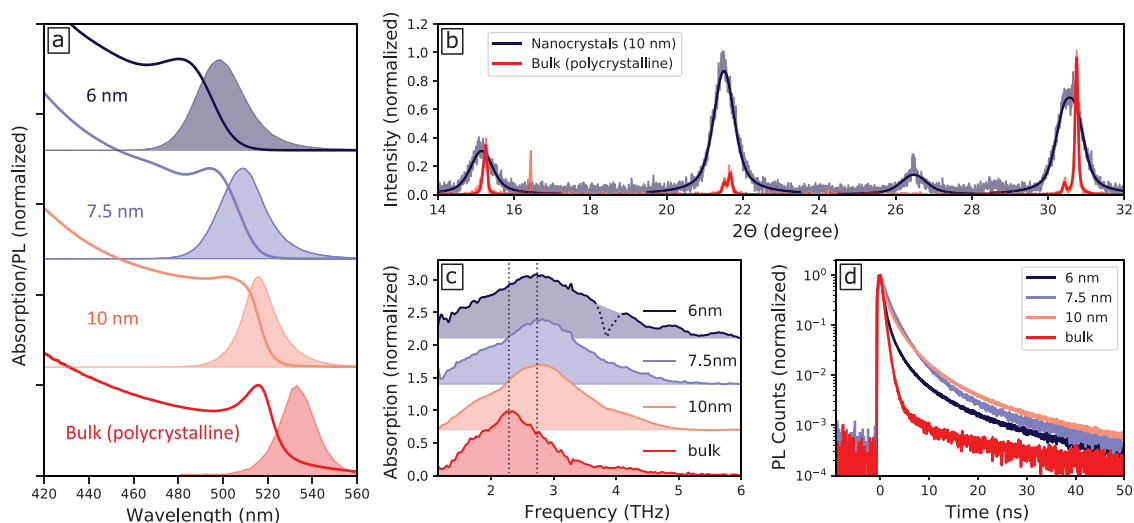 a
6 nm
7.5 nm
10 nm
Bulk (polycrystalline)
Absorption/PL (normalized)
420 440 460 480 500 520 540 560
Wavelength (nm)
b
Nanocrystals (10 nm)
Bulk (polycrystalline)
Intensity (normalized)
1.2
1.0
0.8
0.6
0.4
0.2
0.0
14 16 18 20 22 24 26 28 30 32
2Θ (degree)
c
6nm
7.5nm
10nm
bulk
Absorption (normalized)
3.0
2.5
2.0
1.5
1.0
0.5
0.0
2 3 4 5 6
Frequency (THz)
d
6 nm
7.5 nm
10 nm
bulk
PL Counts (normalized)
10⁰
10⁻¹
10⁻²
10⁻³
10⁻⁴
0 10 20 30 40 50
Time (ns)